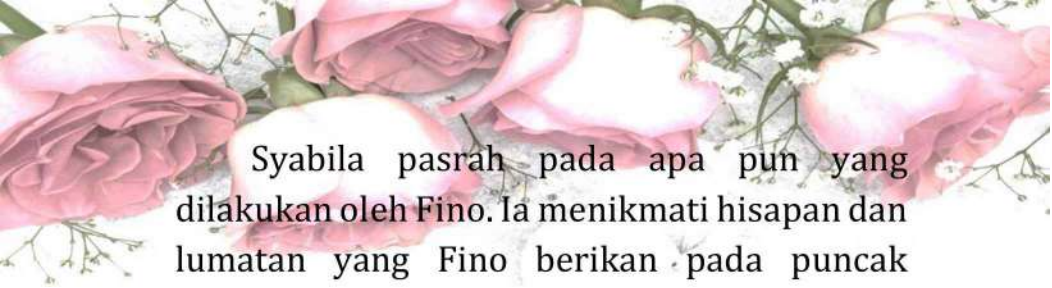 Syabila pasrah pada apa pun yang
dilakukan oleh Fino. Ia menikmati hisapan dan
lumatan yang Fino berikan pada puncak